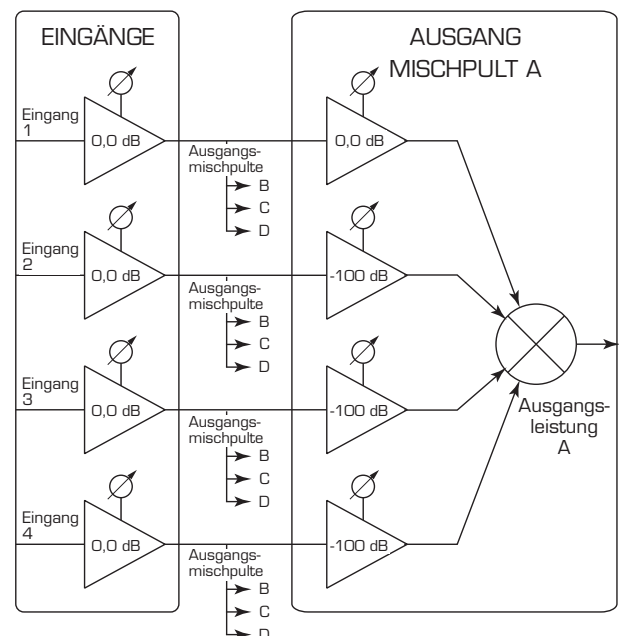 EINGÄNGE
AUSGANG
MISCHPULT A
Eingang
1
0,0 dB
Ausgangs-
mischpulte
B
C
D
0,0 dB
Eingang
2
0,0 dB
Ausgangs-
mischpulte
B
C
D
-100 dB
Eingang
3
0,0 dB
Ausgangs-
mischpulte
B
C
D
-100 dB
Ausgangs-
leistung
A
Eingang
4
0,0 dB
Ausgangs-
mischpulte
B
C
D
-100 dB